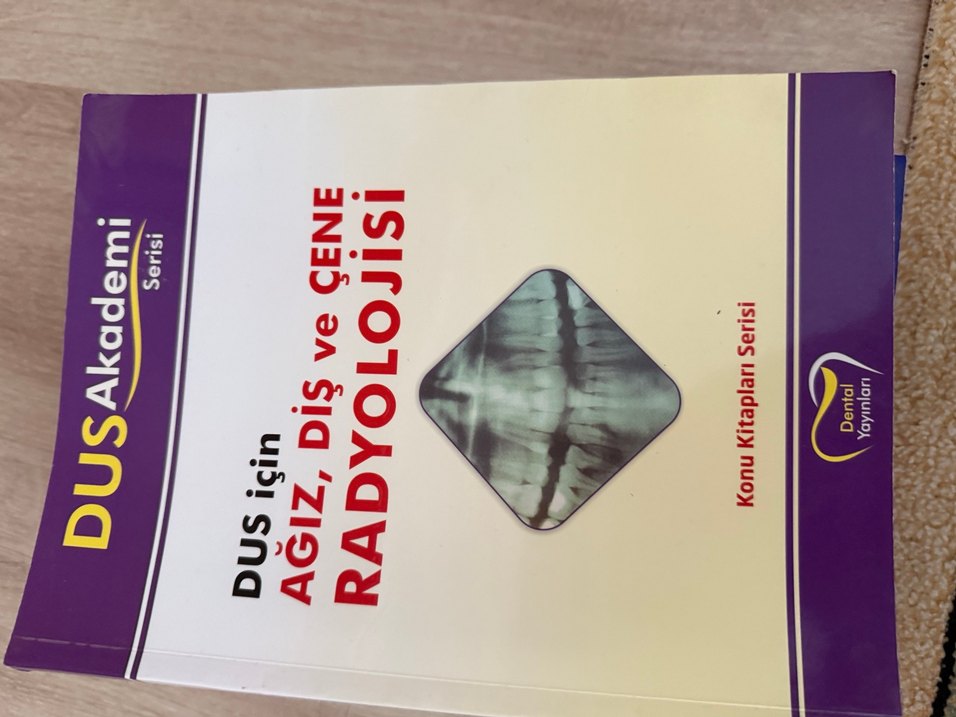 DUSAkademi
Serisi
DUS için
AĞIZ, DİŞ ve ÇENE
RADYOLOJİSİ
Konu Kitapları Serisi
Dental
Yayınları